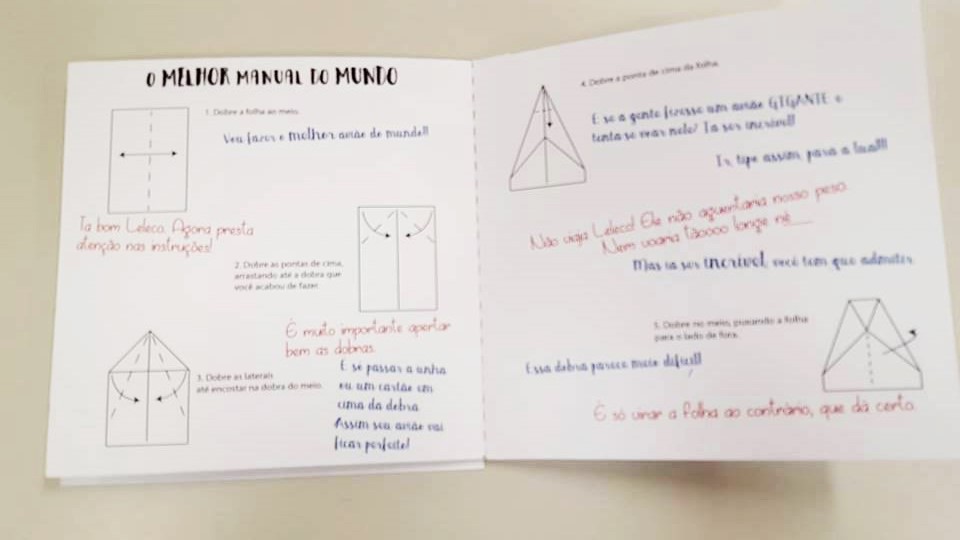 O MELHOR MANUAL DO MUNDO
1. Dobre a folha ao meio.
Vou fazer o melhor avião do mundo!!
Ta bom Leleco. Agora presta
atenção nas instruções!
2. Dobre as pontas de cima,
arrastando até a dobra que
você acabou de fazer.
É muito importante apertar
bem as dobras.
3. Dobre as laterais
até encostar na dobra do meio.
É só passar a unha
ou um cartão em
cima da dobra.
Assim seu avião vai
ficar perfeito!
4. Dobre a ponta de cima da folha.
E se a gente fizesse um avião GIGANTE e
tenta se voar nele? Ia ser incrível!!
Ir, tipo assim, para a lua!!!
Não viaja Leleco! Ele não aguentaria nosso peso.
Nem voaria tãoooo longe né
Mas ia ser incrível, você tem que admitir.
5. Dobre no meio, puxando a folha
para o lado de fora.
Essa dobra parece meio difícil!
É só virar a folha ao contrário, que dá certo.